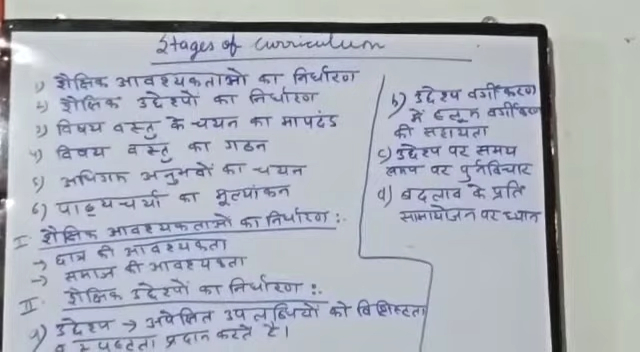 Stages of curriculum
1) शैक्षिक आवश्यकताओं का निर्धारण
2) शैक्षिक उद्देश्यों का निर्धारण
3) विषय वस्तु के चयन का मापदंड
4) विषय वस्तु का गठन
5) अधिगम अनुभवों का चयन
6) पाठ्यचर्या का मूल्यांकन
I शैक्षिक आवश्यकताओं का निर्धारण :-
→ छात्र की आवश्यकता
→ समाज की आवश्यकता
II. शैक्षिक उद्देश्यों का निर्धारण :-
a) उद्देश्य → अपेक्षित उपलब्धियों को विशिष्टता
व स्पष्टता प्रदान करते है।
b) उद्देश्य वर्गीकरण
में ब्लूम वर्गीकरण
की सहायता
c) उद्देश्य पर समय
समय पर पुर्नविचार
d) बदलाव के प्रति
सामायोजन पर ध्यान